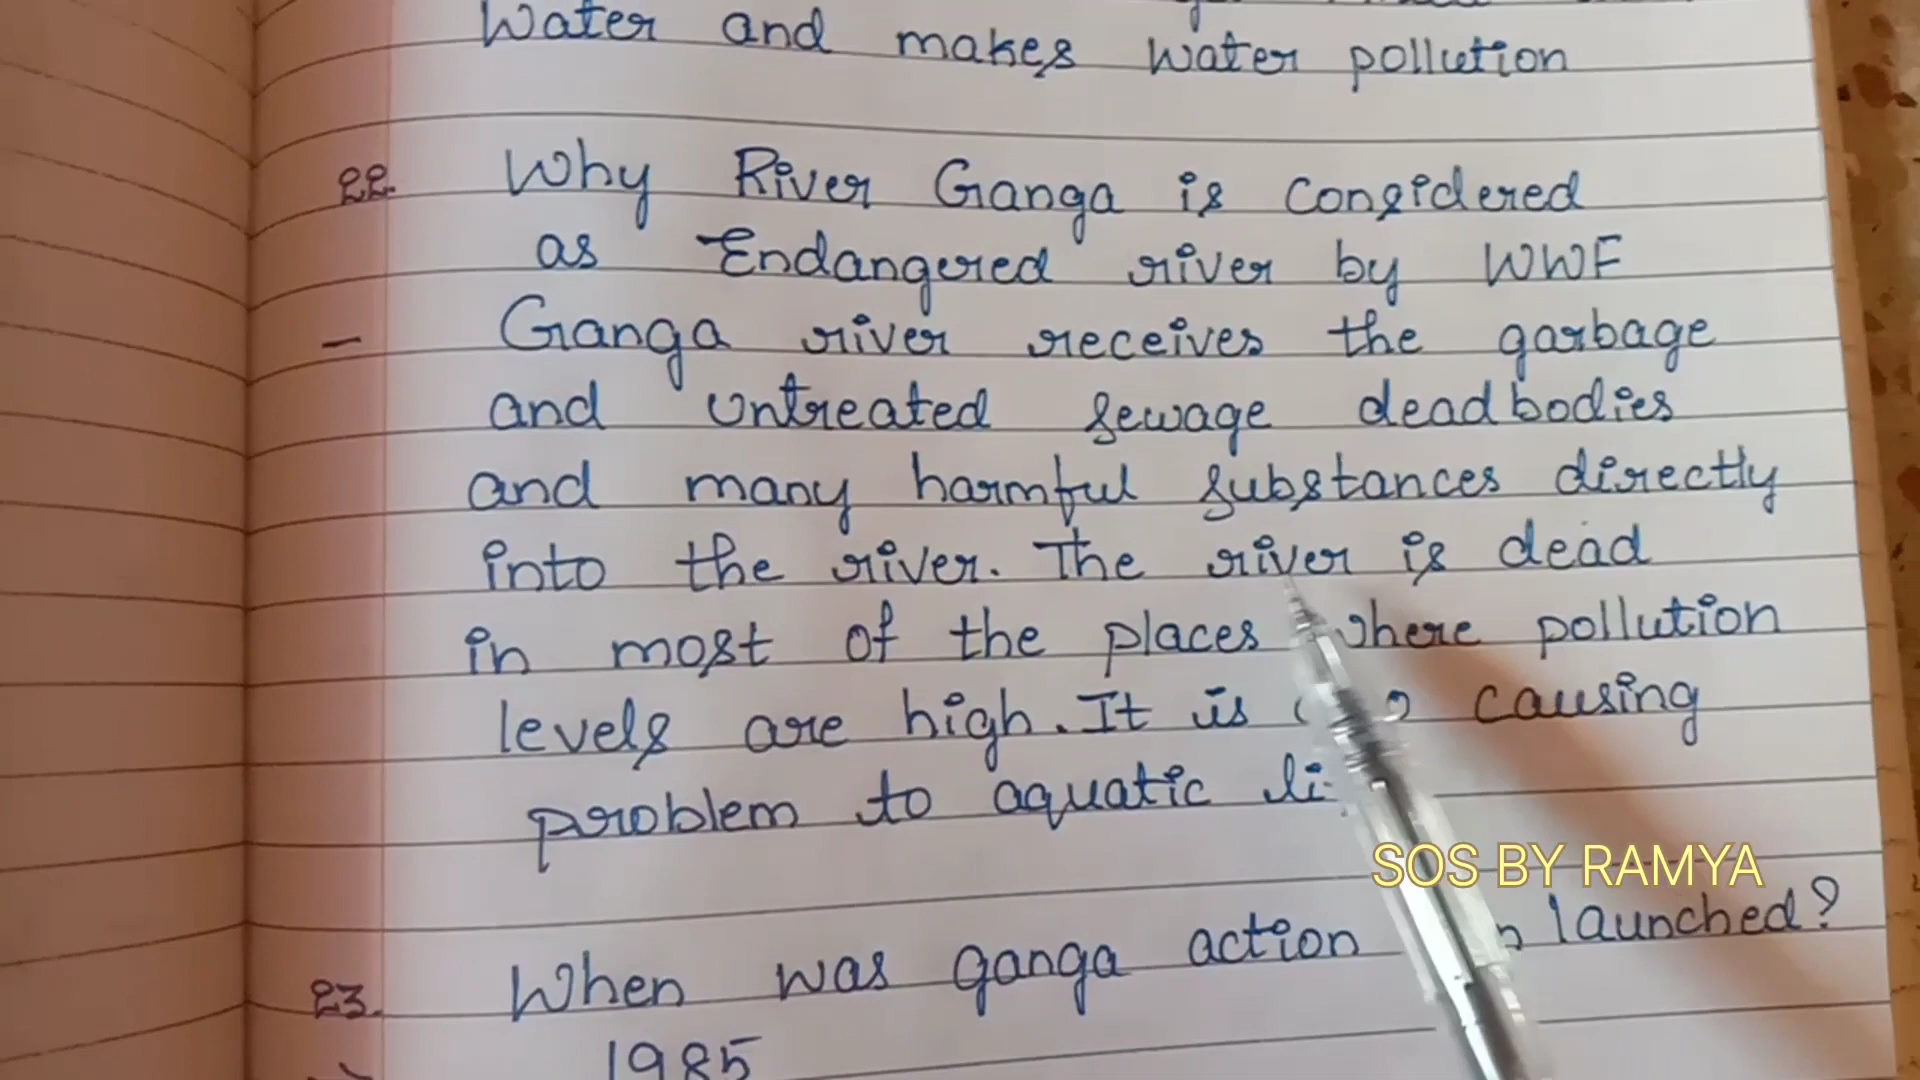 Water and makes water pollution
22. Why River Ganga is considered
as Endangered river by WWF
- Ganga river receives the garbage
and untreated sewage deadbodies
and many harmful substances directly
into the river. The river is dead
in most of the places where pollution
levels are high. It is causing
problem to aquatic
SOS BY RAMYA
23. When was ganga action launched?
1985